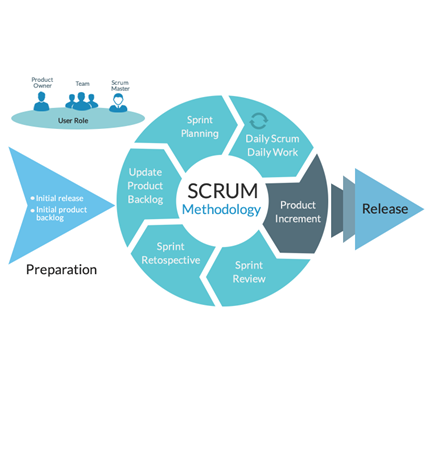 Product
Owner
Team
Scrum
Master
User Role
Sprint
Planning
Daily Scrum
Daily Work
Update
Product
Backlog
SCRUM
Methodology
Product
Increment
Sprint
Retospective
Sprint
Review
• Initial release
• Initial product
backlog
Preparation
Release